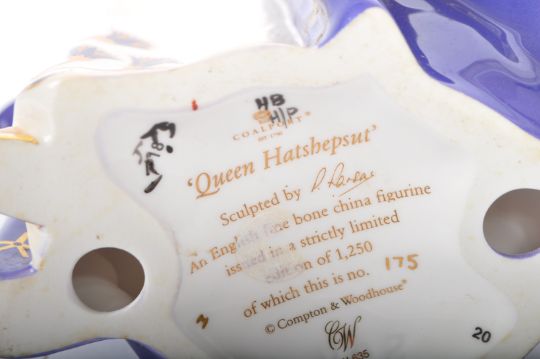 HB
H/P
COALPORT®
'Queen Hatshepsut'
Sculpted by
An English fine bone china figurine
issued in a strictly limited
edition of 1,250
of which this is no. 175
© Compton & Woodhouse®
CW
20